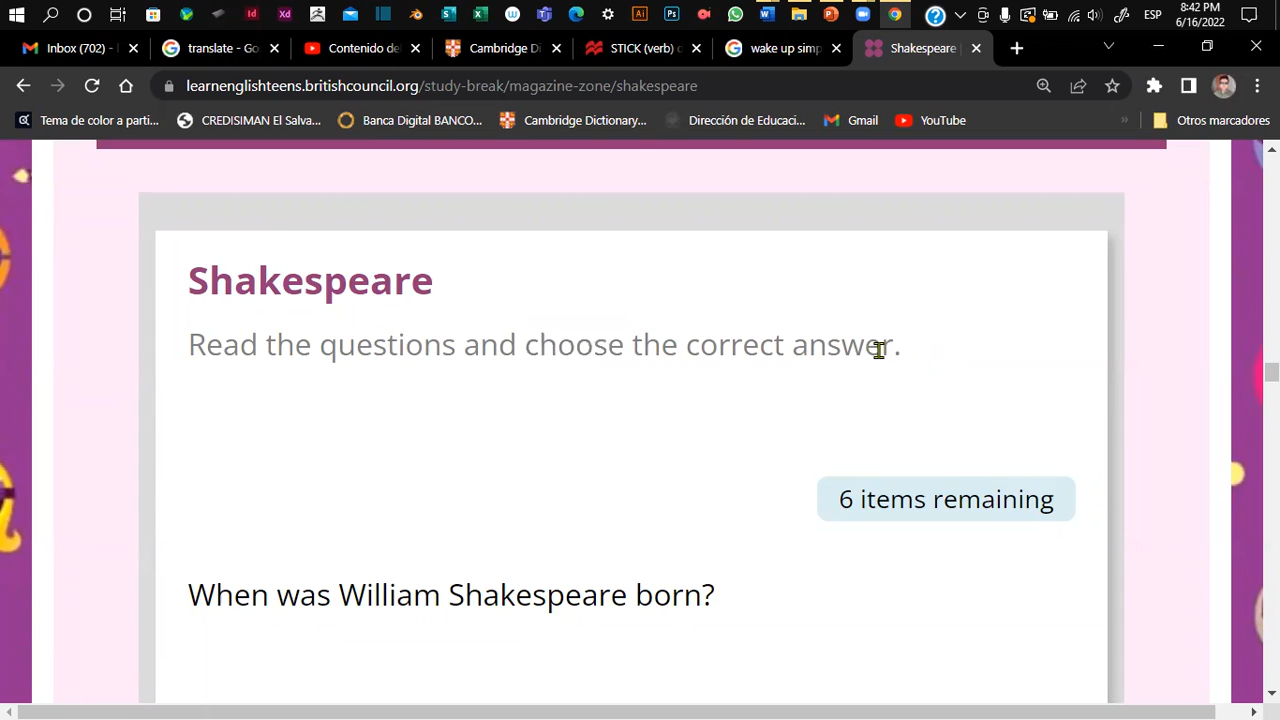 8:42 PM
ESP
6/16/2022
Inbox (702) -
translate - Go
Contenido de
Cambridge Di
STICK (verb) d
wake up simp
Shakespeare
learnenglishteens.britishcouncil.org/study-break/magazine-zone/shakespeare
Tema de color a parti...
CREDISIMAN El Salva...
Banca Digital BANCO...
Cambridge Dictionary...
Dirección de Educaci...
Gmail
YouTube
»
Otros marcadores
Shakespeare
Read the questions and choose the correct answer.
6 items remaining
When was William Shakespeare born?